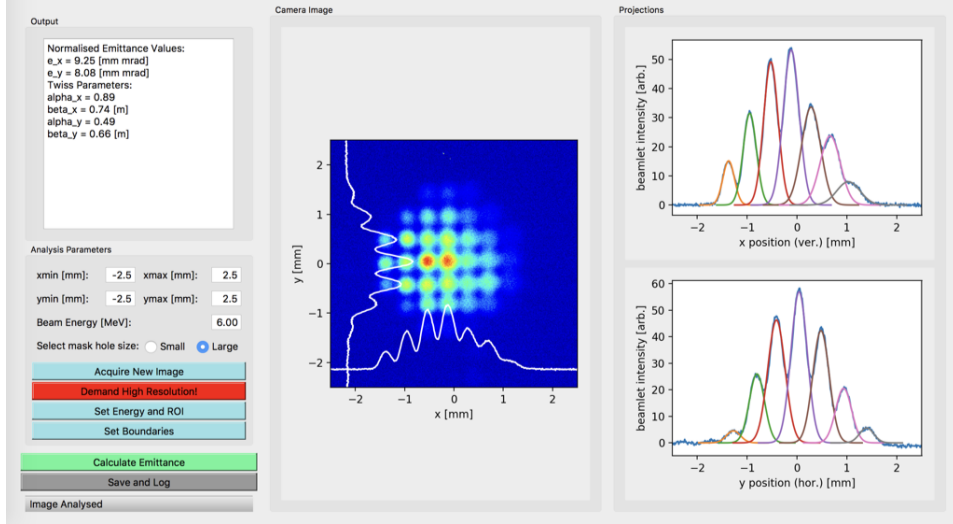 Output
Normalised Emittance Values:
e_x = 9.25 [mm mrad]
e_y = 8.08 [mm mrad]
Twiss Parameters:
alpha_x = 0.89
beta_x = 0.74 [m]
alpha_y = 0.49
beta_y = 0.66 [m]
Analysis Parameters
xmin [mm]: -2.5 xmax [mm]: 2.5
ymin [mm]: -2.5 ymax [mm]: 2.5
Beam Energy [MeV]: 6.00
Select mask hole size: Small Large
Acquire New Image
Demand High Resolution!
Set Energy and ROI
Set Boundaries
Calculate Emittance
Save and Log
Image Analysed
Camera Image
2
1
0
−1
−2
y [mm]
−2 −1 0 1 2
x [mm]
Projections
50
40
30
20
10
0
beamlet intensity [arb.]
−2 −1 0 1 2
x position (ver.) [mm]
60
50
40
30
20
10
0
beamlet intensity [arb.]
−2 −1 0 1 2
y position (hor.) [mm]